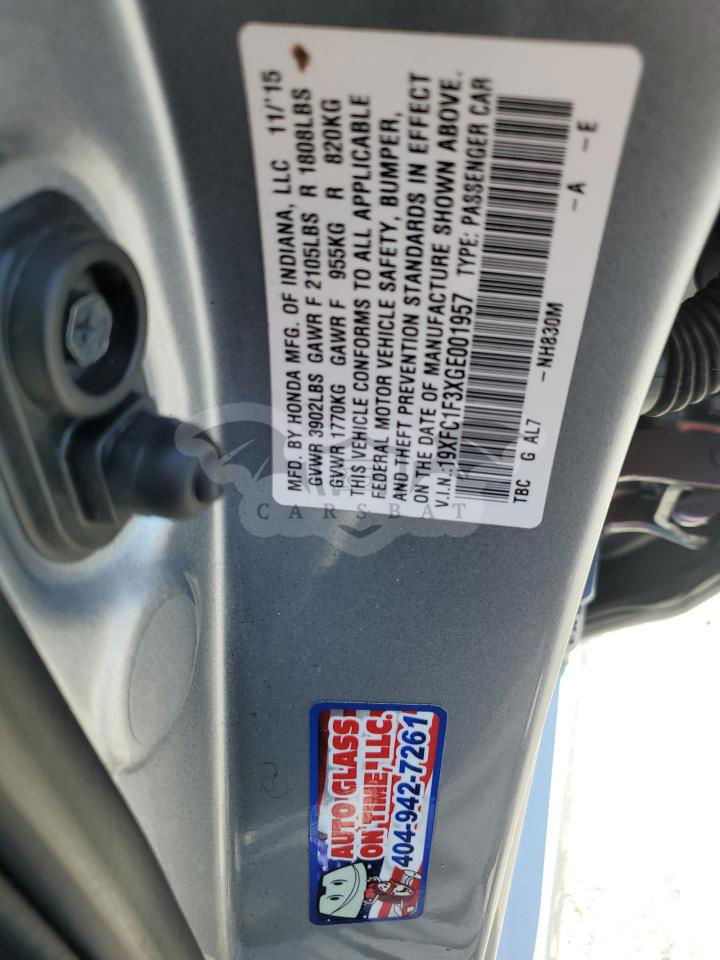 MFD. BY HONDA MFG. OF INDIANA, LLC 11/'15
GVWR 3902LBS GAWR F 2105LBS R 1808LBS
GVWR 1770KG GAWR F 955KG R 820KG
THIS VEHICLE CONFORMS TO ALL APPLICABLE
FEDERAL MOTOR VEHICLE SAFETY, BUMPER,
AND THEFT PREVENTION STANDARDS IN EFFECT
ON THE DATE OF MANUFACTURE SHOWN ABOVE.
V.I.N.:19XFC1F3XGE001957 TYPE: PASSENGER CAR
TBC G AL7 -NH830M -A -E
CARSBAT
AUTO GLASS
ON TIME, LLC.
404-942-7261